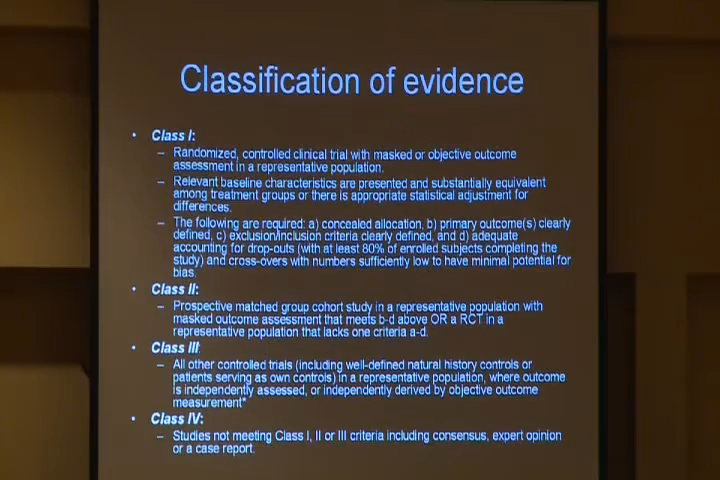 Classification of evidence
• Class I:
– Randomized, controlled clinical trial with masked or objective outcome
assessment in a representative population.
– Relevant baseline characteristics are presented and substantially equivalent
among treatment groups or there is appropriate statistical adjustment for
differences.
– The following are required: a) concealed allocation, b) primary outcome(s) clearly
defined, c) exclusion/inclusion criteria clearly defined, and d) adequate
accounting for drop-outs (with at least 80% of enrolled subjects completing the
study) and cross-overs with numbers sufficiently low to have minimal potential for
bias.
• Class II:
– Prospective matched group cohort study in a representative population with
masked outcome assessment that meets b-d above OR a RCT in a
representative population that lacks one criteria a-d.
• Class III:
– All other controlled trials (including well-defined natural history controls or
patients serving as own controls) in a representative population, where outcome
is independently assessed, or independently derived by objective outcome
measurement*
• Class IV:
– Studies not meeting Class I, II or III criteria including consensus, expert opinion
or a case report.